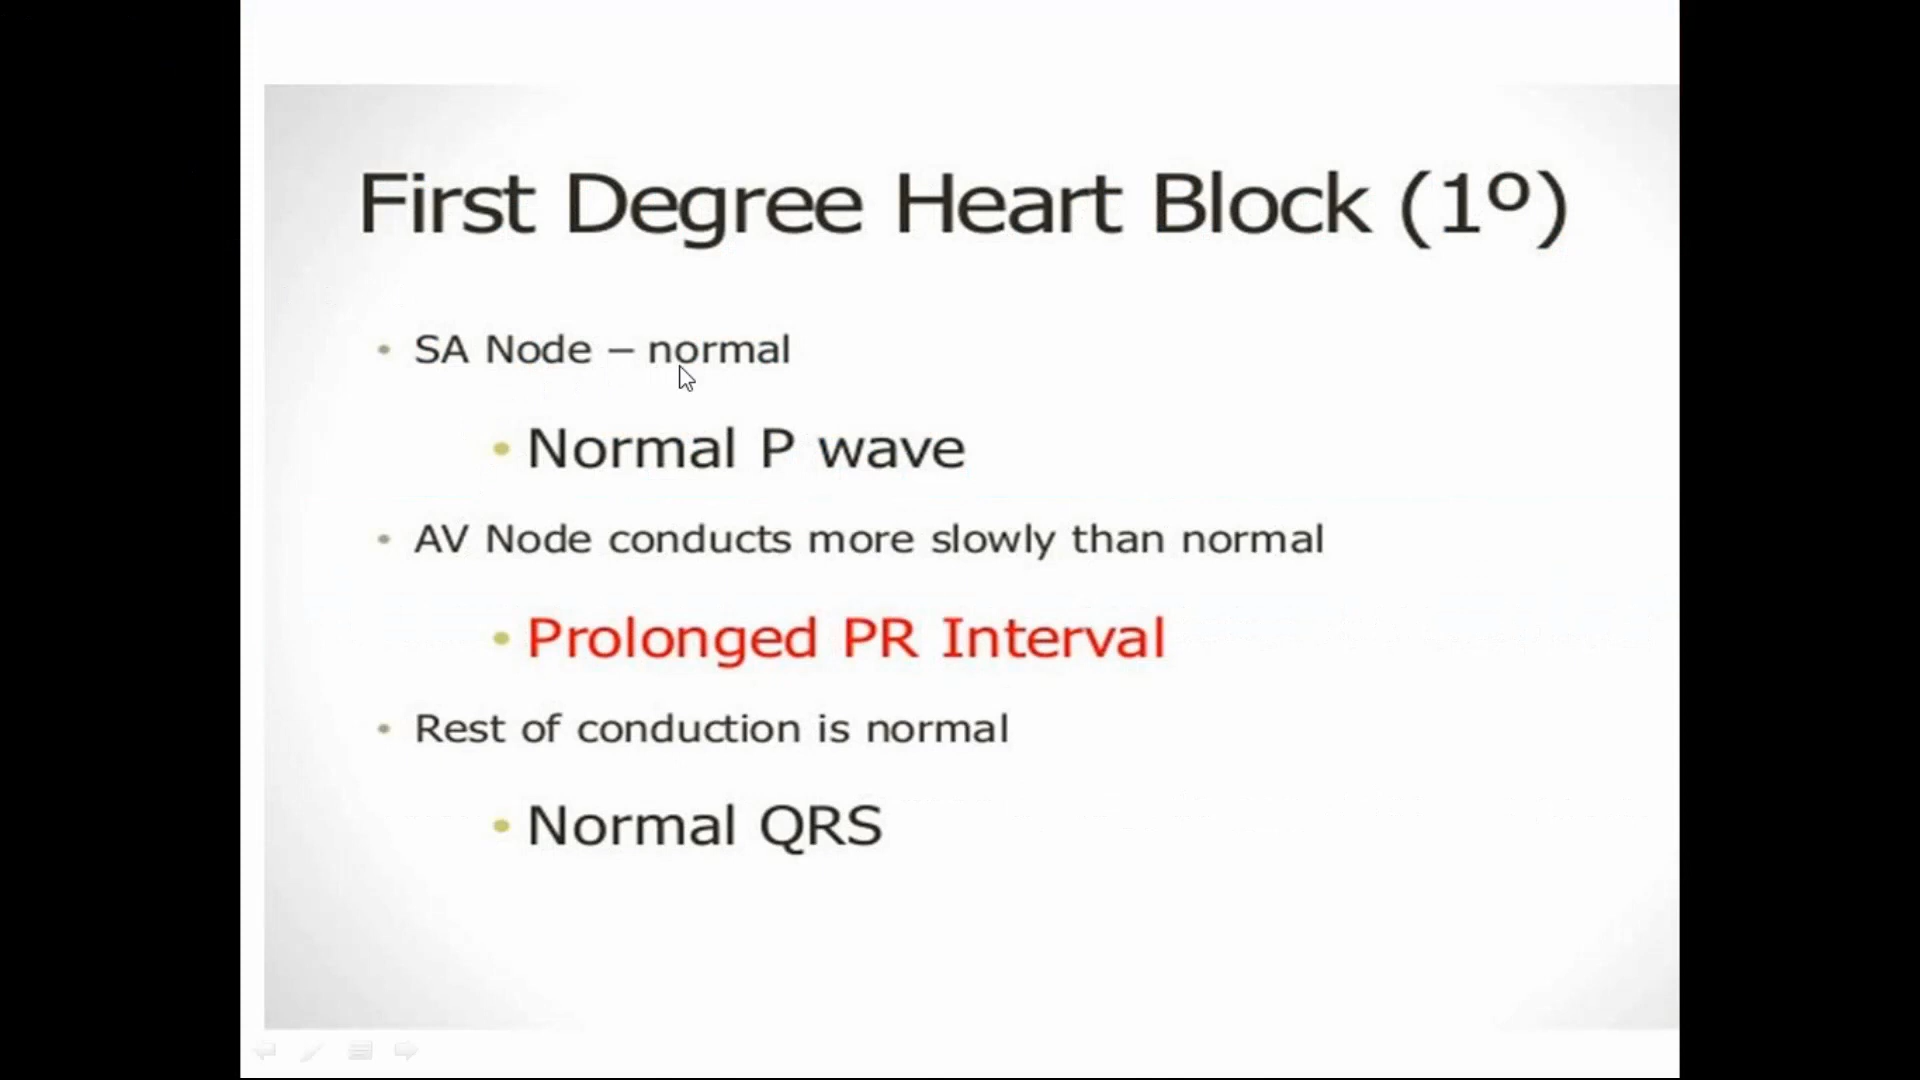 First Degree Heart Block (1º)
• SA Node – normal
• Normal P wave
• AV Node conducts more slowly than normal
• Prolonged PR Interval
• Rest of conduction is normal
• Normal QRS